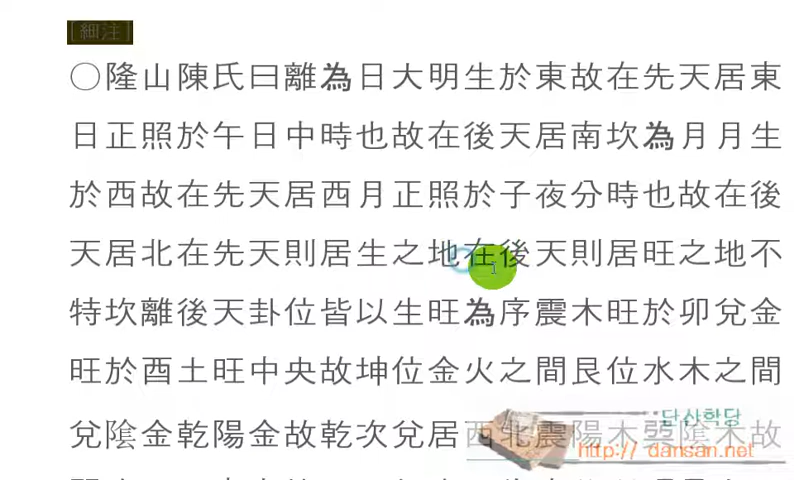 [細注]
〇隆山陳氏曰離為日大明生於東故在先天居東
日正照於午日中時也故在後天居南坎為月月生
於西故在先天居西月正照於子夜分時也故在後
天居北在先天則居生之地在後天則居旺之地不
特坎離後天卦位皆以生旺為序震木旺於卯兌金
旺於酉土旺中央故坤位金火之間艮位水木之間
兌陰金乾陽金故乾次兌居西北震陽木巽陰木故
단산학당
http://dansan.net